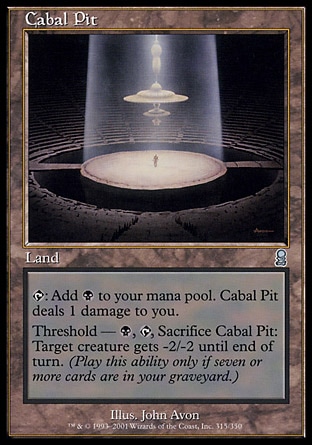 Cabal Pit
Land
: Add to your mana pool. Cabal Pit
deals 1 damage to you.
Threshold — , , Sacrifice Cabal Pit:
Target creature gets -2/-2 until end of
turn. (Play this ability only if seven or
more cards are in your graveyard.)
Illus. John Avon
™ & © 1993-2001 Wizards of the Coast, Inc. 315/350